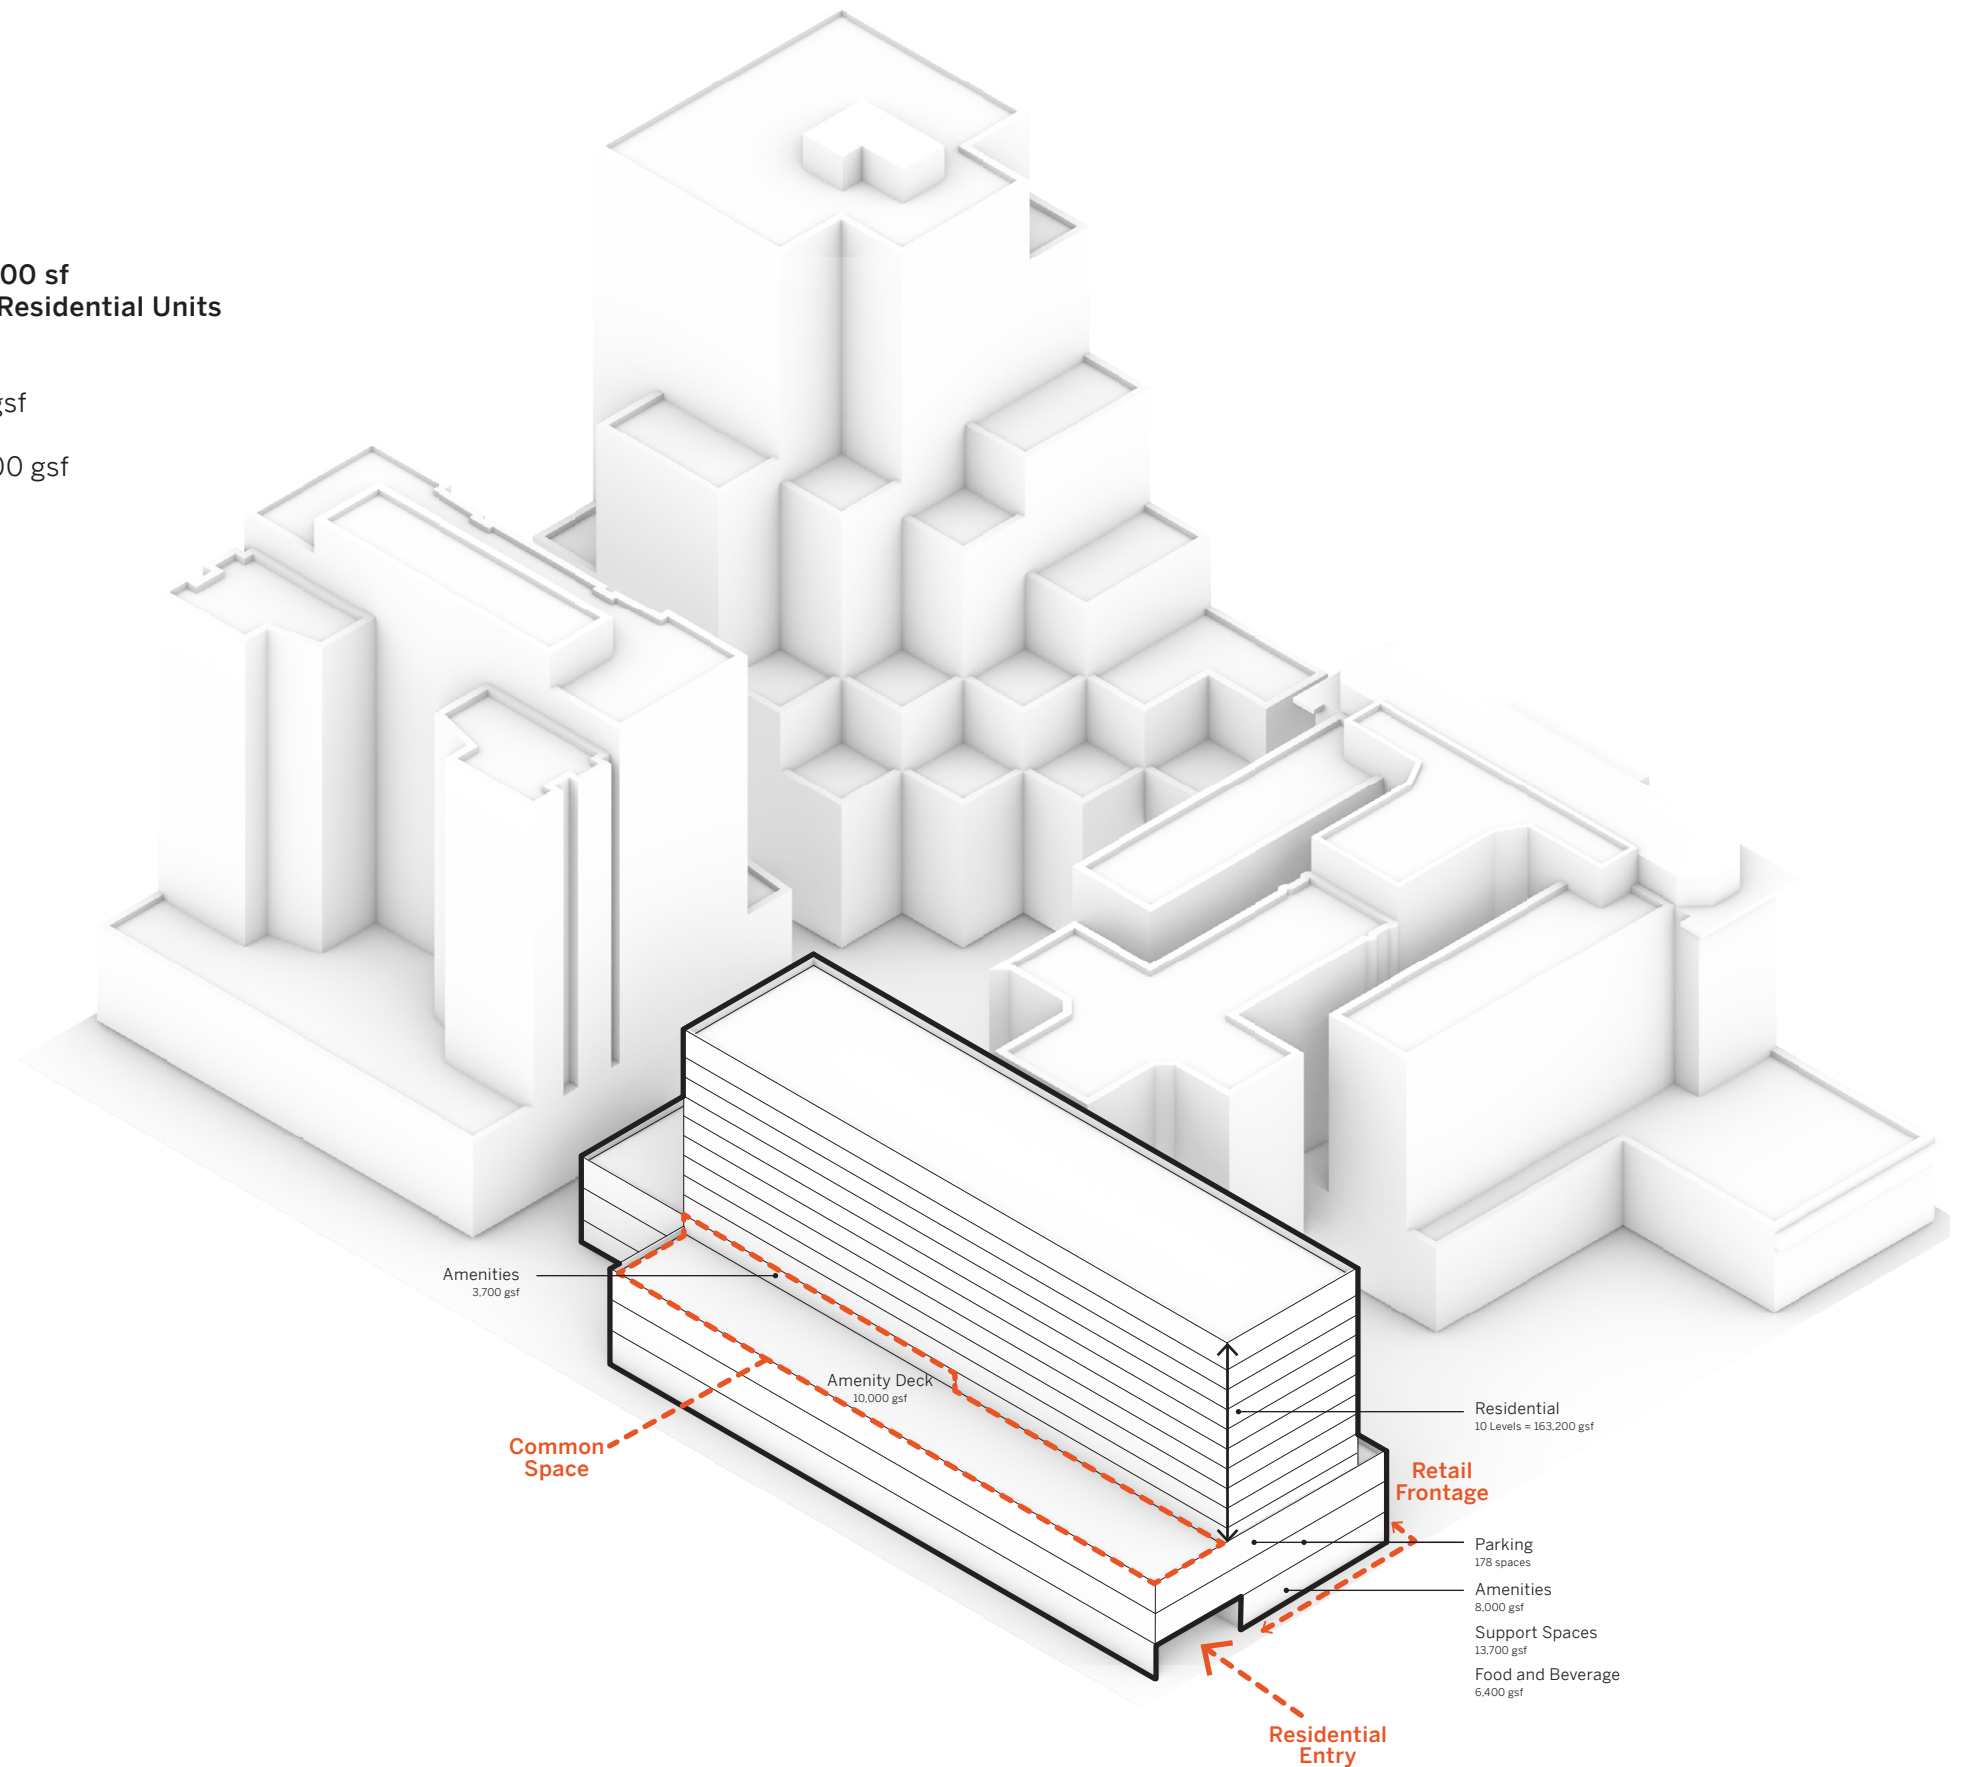 00 sf
Residential Units
gsf
00 gsf
Amenities
3,700 gsf
Amenity Deck
10,000 gsf
Common
Space
Residential
10 Levels = 163,200 gsf
Retail
Frontage
Parking
178 spaces
Amenities
8,000 gsf
Support Spaces
13,700 gsf
Food and Beverage
6,400 gsf
Residential
Entry